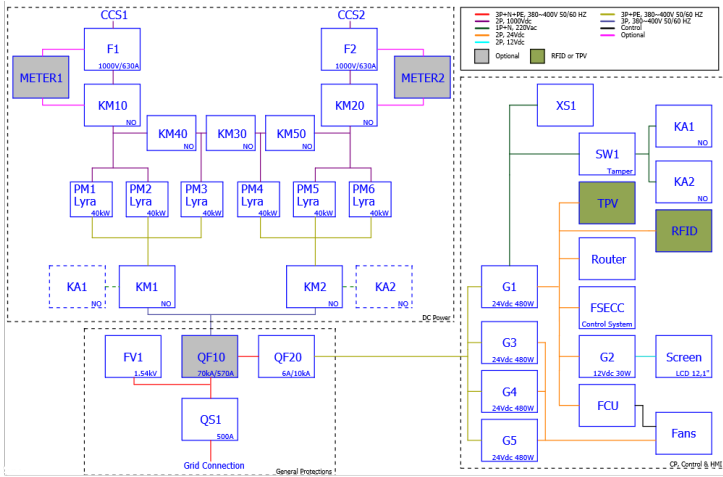 CCS1
CCS2
F1
1000V/630A
F2
1000V/630A
METER1
METER2
KM10
NO
KM20
NO
KM40
NO
KM30
NO
KM50
NO
PM1
Lyra
40kW
PM2
Lyra
40kW
PM3
Lyra
40kW
PM4
Lyra
40kW
PM5
Lyra
40kW
PM6
Lyra
40kW
KA1
NO
KM1
NO
KM2
NO
KA2
NO
DC Power
FV1
1.54kV
QF10
70kA/570A
QF20
6A/10kA
QS1
500A
Grid Connection
General Protections
3P+N+PE, 380~400V 50/60 HZ
2P, 1000Vdc
1P+N, 220Vac
2P, 24Vdc
2P, 12Vdc
3P+PE, 380~400V 50/60 HZ
3P, 380~400V 50/60 HZ
Control
Optional
Optional
RFID or TPV
XS1
KA1
NO
SW1
Tamper
KA2
NO
TPV
RFID
Router
G1
24Vdc 480W
FSECC
Control System
G3
24Vdc 480W
G2
12Vdc 30W
Screen
LCD 12,1"
G4
24Vdc 480W
FCU
Fans
G5
24Vdc 480W
CP, Control & HMI